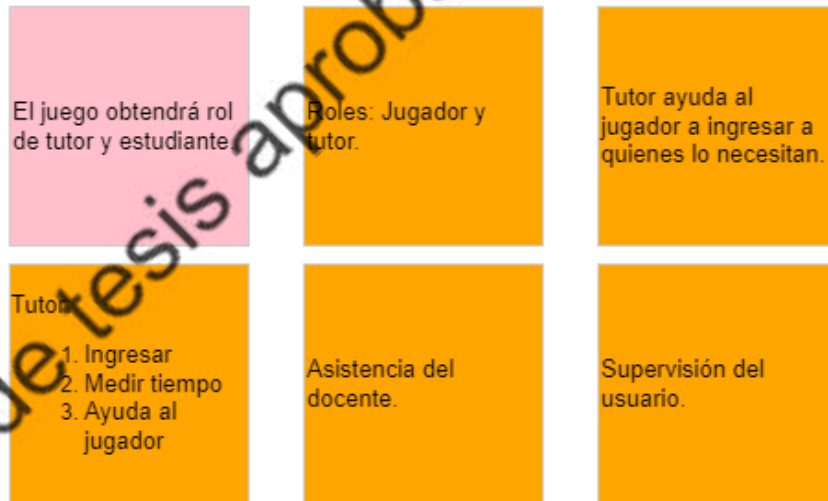 El juego obtendrá rol
de tutor y estudiante.
Roles: Jugador y
tutor.
Tutor ayuda al
jugador a ingresar a
quienes lo necesitan.
Tutor:
1. Ingresar
2. Medir tiempo
3. Ayuda al
jugador
Asistencia del
docente.
Supervisión del
usuario.
de tesis